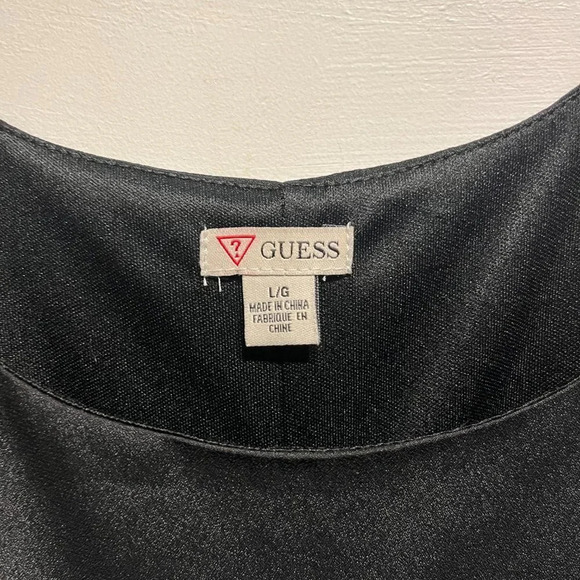 ? GUESS
L/G
MADE IN CHINA
FABRIQUE EN
CHINE